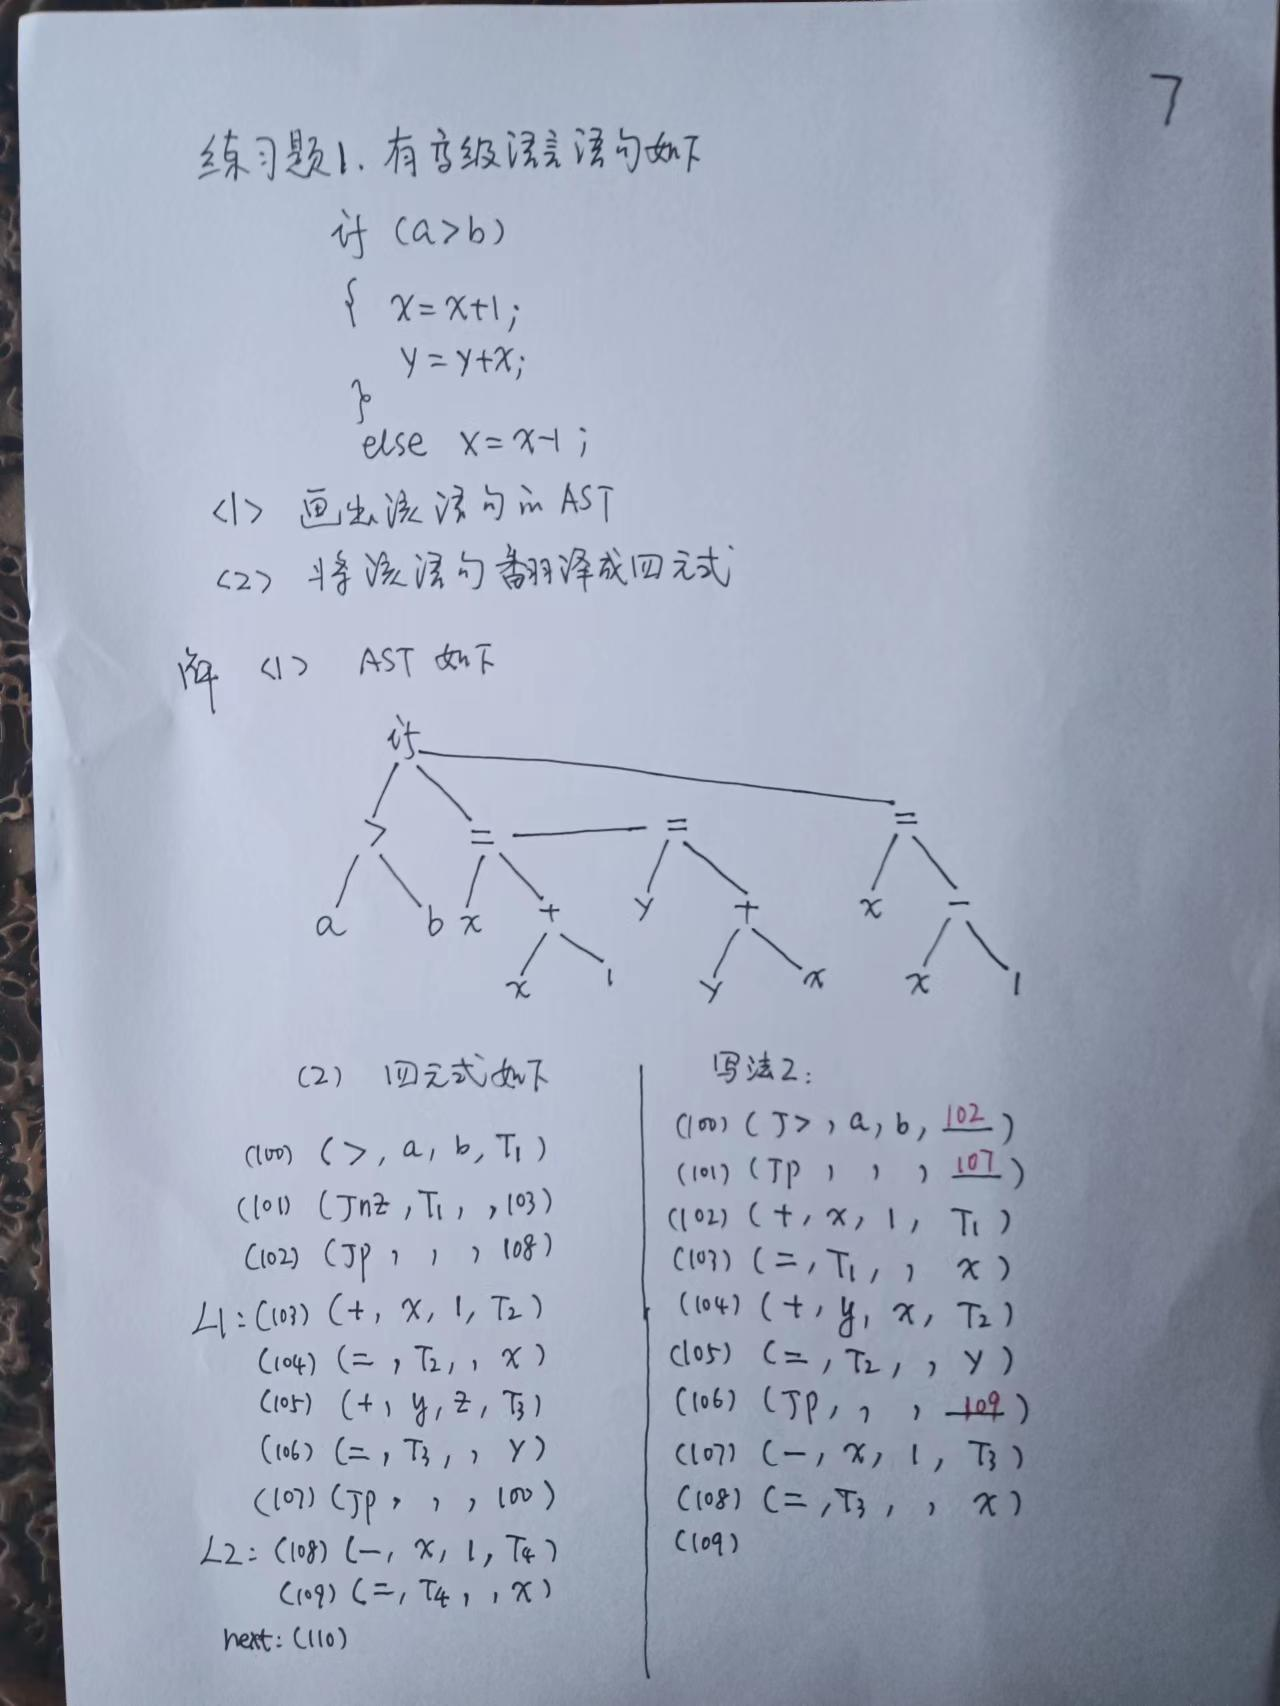 7
练习题1. 有高级语言语句如下
if (a>b)
{ x=x+1;
y=y+x;
}
else x=x-1;
<1> 画出该语句的AST
<2> 将该语句翻译成四元式
解 <1> AST如下
if
> = = =
a b x + y + x -
x 1 y x x 1
(2) 四元式如下
(100) (>, a, b, T1)
(101) (Jnz, T1, , 103)
(102) (Jp, , , 108)
L1: (103) (+, x, 1, T2)
(104) (=, T2, , x)
(105) (+, y, z, T3)
(106) (=, T3, , y)
(107) (Jp, , , 100)
L2: (108) (-, x, 1, T4)
(109) (=, T4, , x)
next: (110)
写法2:
(100) (J>, a, b, 102)
(101) (Jp, , , 107)
(102) (+, x, 1, T1)
(103) (=, T1, , x)
(104) (+, y, x, T2)
(105) (=, T2, , y)
(106) (Jp, , , 109)
(107) (-, x, 1, T3)
(108) (=, T3, , x)
(109)